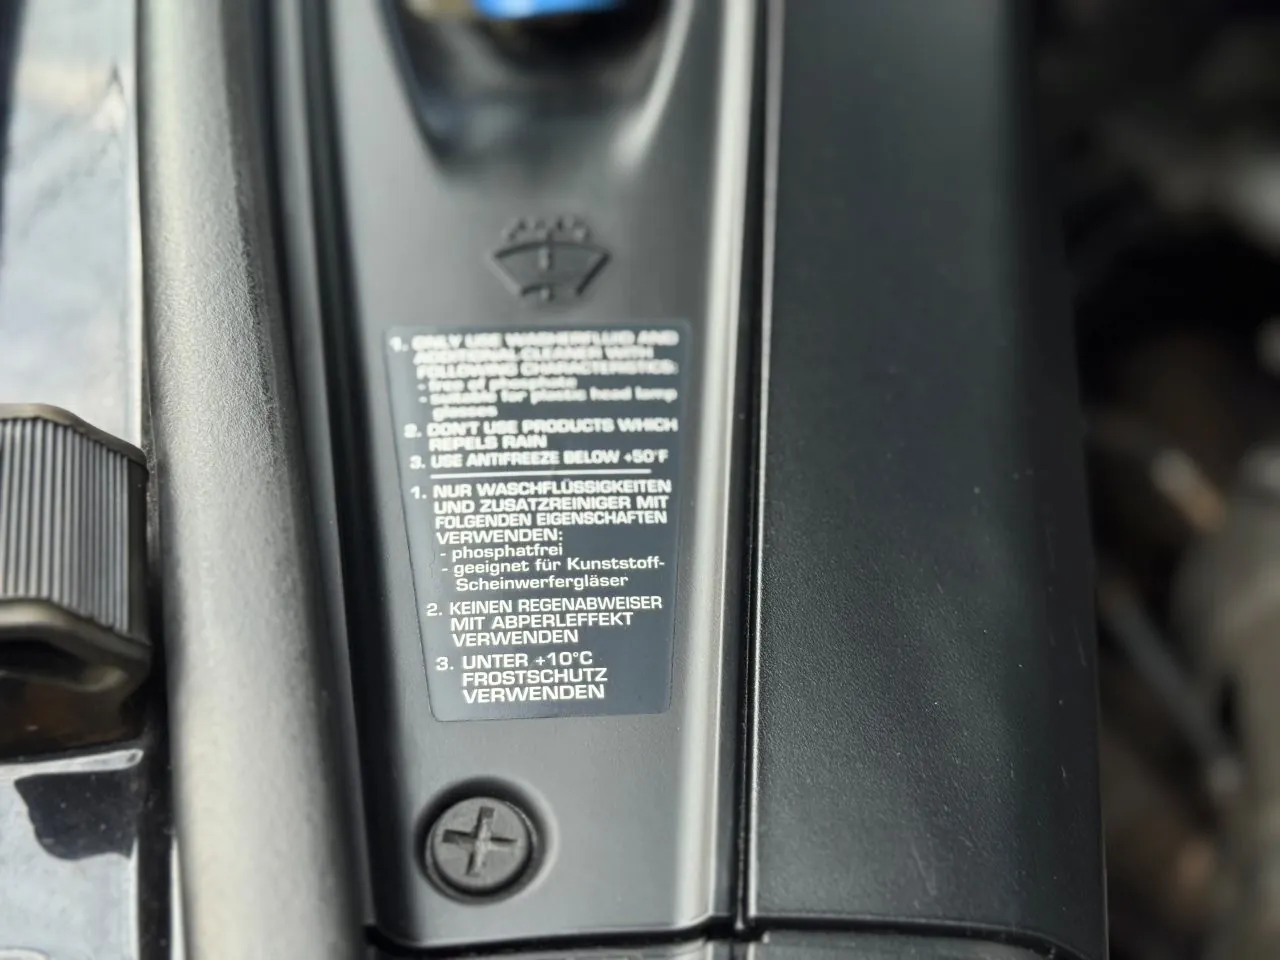 1. ONLY USE WASHERFLUID AND
ADDITIONAL CLEANER WITH
FOLLOWING CHARACTERISTICS:
- free of phosphate
- suitable for plastic head lamp
glasses
2. DON'T USE PRODUCTS WHICH
REPELS RAIN
3. USE ANTIFREEZE BELOW +50°F
1. NUR WASCHFLÜSSIGKEITEN
UND ZUSATZREINIGER MIT
FOLGENDEN EIGENSCHAFTEN
VERWENDEN:
- phosphatfrei
- geeignet für Kunststoff-
Scheinwerfergläser
2. KEINEN REGENABWEISER
MIT ABPERLEFFEKT
VERWENDEN
3. UNTER +10°C
FROSTSCHUTZ
VERWENDEN